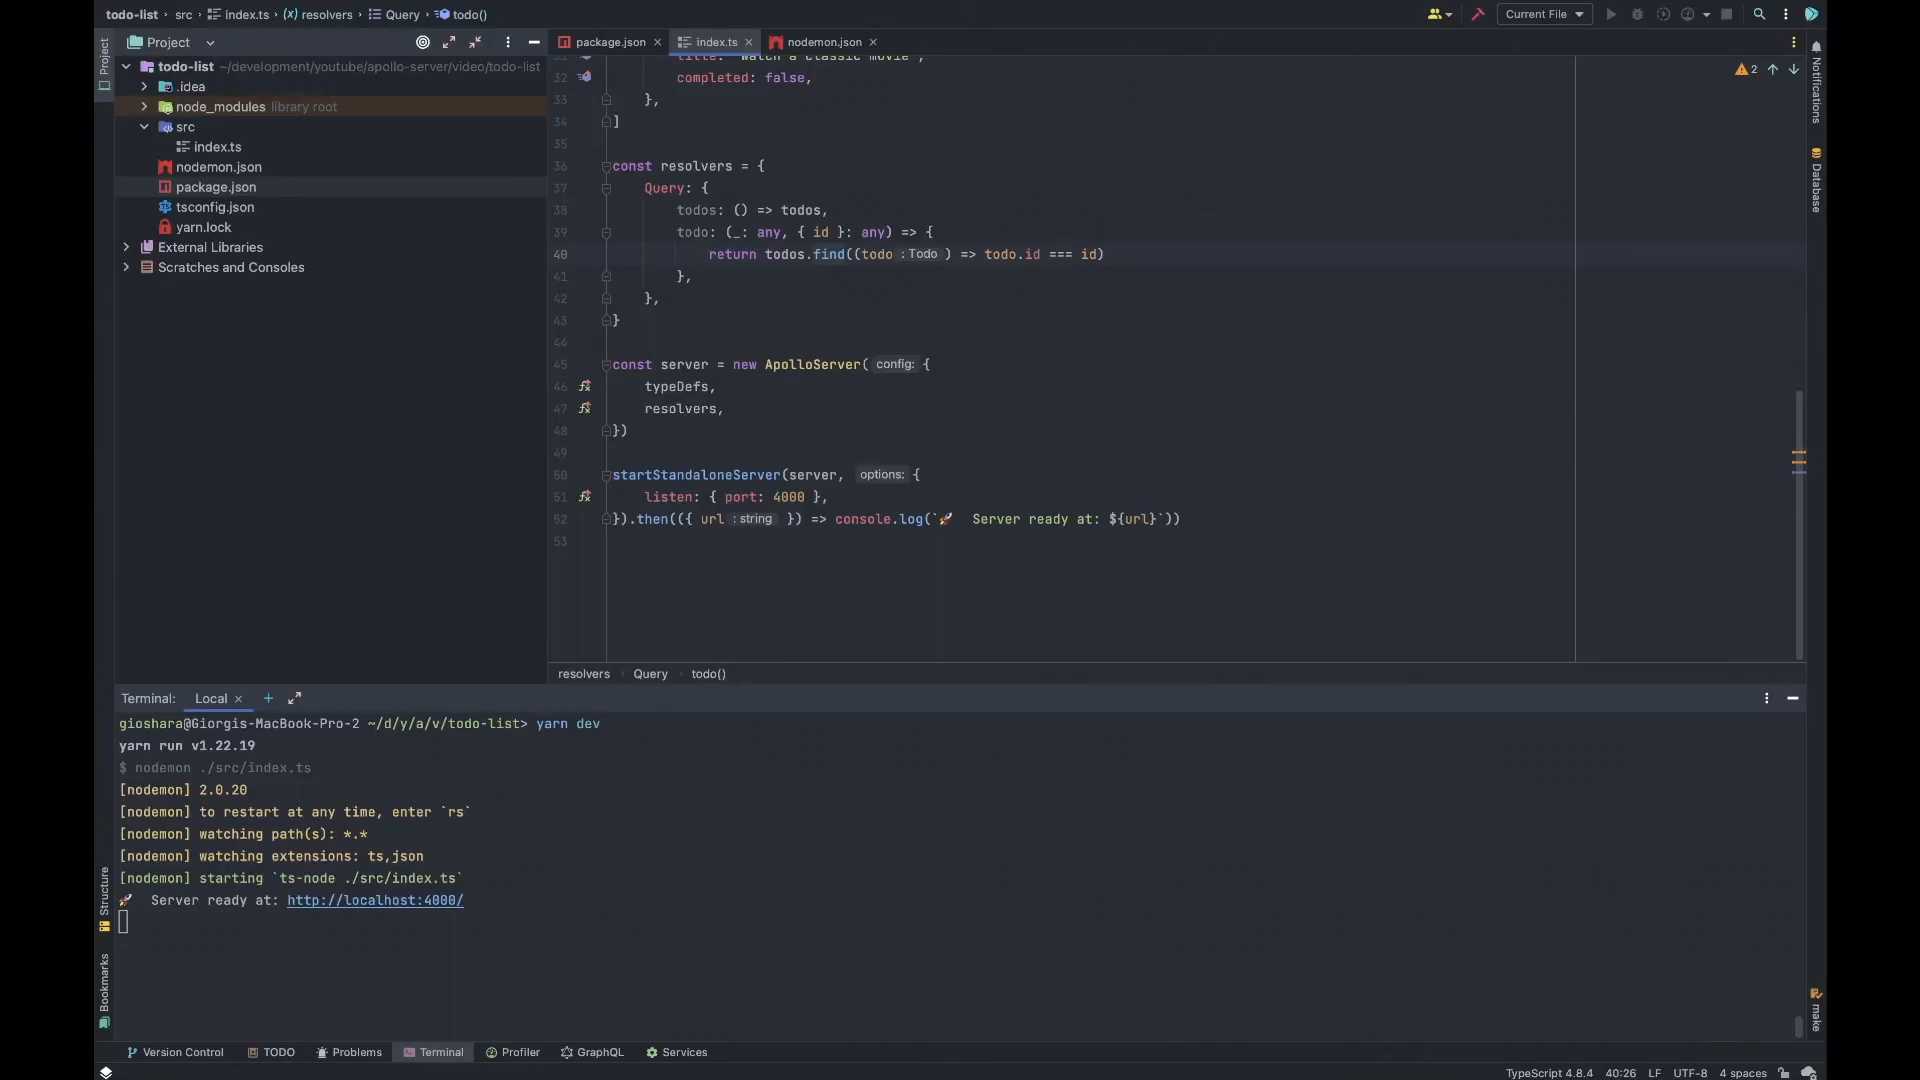 todo-list › src › index.ts › resolvers › Query › todo()
Current File
Project
package.json
index.ts
nodemon.json
todo-list ~/development/youtube/apollo-server/video/todo-list
.idea
node_modules library root
src
index.ts
nodemon.json
package.json
tsconfig.json
yarn.lock
External Libraries
Scratches and Consoles
Project
Structure
Bookmarks
2
31 title: "Watch a classic movie",
32 completed: false,
33 },
34 ]
35
36 const resolvers = {
37 Query: {
38 todos: () => todos,
39 todo: (_: any, { id }: any) => {
40 return todos.find((todo : Todo ) => todo.id === id)
41 },
42 },
43 }
44
45 const server = new ApolloServer( config: {
46 typeDefs,
47 resolvers,
48 })
49
50 startStandaloneServer(server, options: {
51 listen: { port: 4000 },
52 }).then(({ url : string }) => console.log(`🚀 Server ready at: ${url}`))
53
resolvers › Query › todo()
Notifications
Database
make
Terminal: Local
gioshara@Giorgis-MacBook-Pro-2 ~/d/y/a/v/todo-list> yarn dev
yarn run v1.22.19
$ nodemon ./src/index.ts
[nodemon] 2.0.20
[nodemon] to restart at any time, enter `rs`
[nodemon] watching path(s): *.*
[nodemon] watching extensions: ts,json
[nodemon] starting `ts-node ./src/index.ts`
🚀 Server ready at: http://localhost:4000/
Version Control
TODO
Problems
Terminal
Profiler
GraphQL
Services
TypeScript 4.8.4 40:26 LF UTF-8 4 spaces